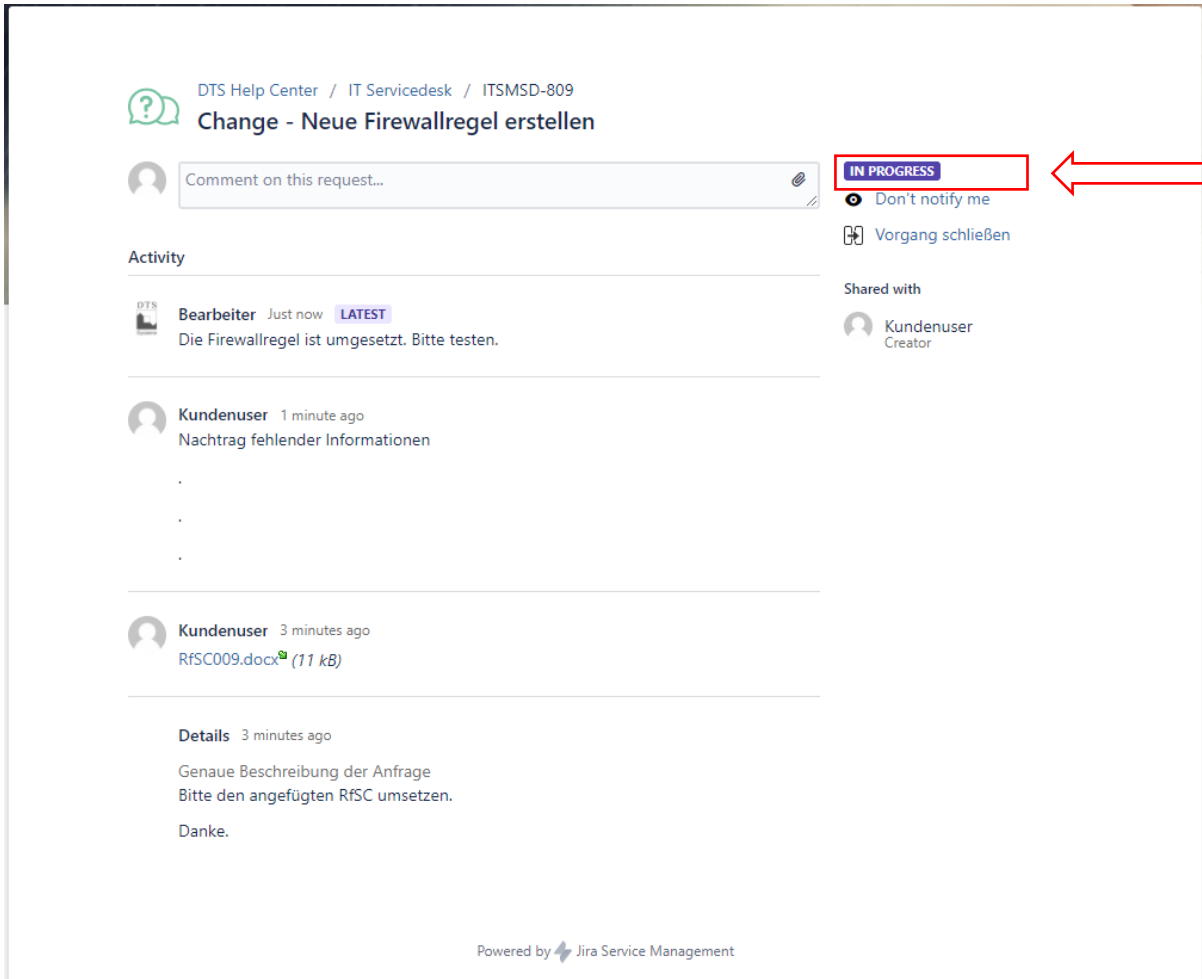 DTS Help Center / IT Servicedesk / ITSMSD-809
Change - Neue Firewallregel erstellen
Comment on this request...
IN PROGRESS
Don't notify me
Vorgang schließen
Shared with
Kundenuser
Creator
Activity
DTS
Bearbeiter Just now LATEST
Die Firewallregel ist umgesetzt. Bitte testen.
Kundenuser 1 minute ago
Nachtrag fehlender Informationen
.
.
.
Kundenuser 3 minutes ago
RfSC009.docx (11 kB)
Details 3 minutes ago
Genaue Beschreibung der Anfrage
Bitte den angefügten RfSC umsetzen.
Danke.
Powered by Jira Service Management